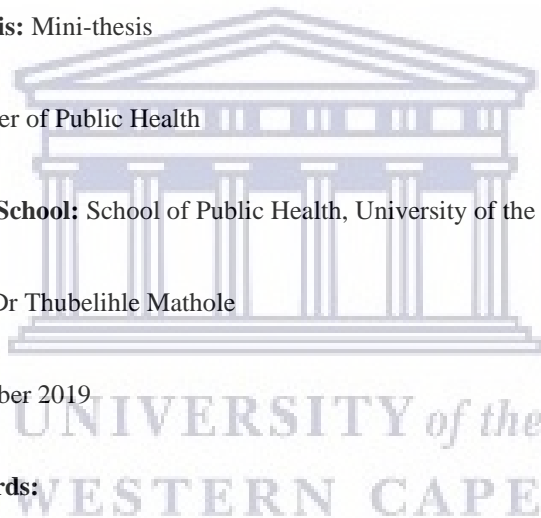 is: Mini-thesis
er of Public Health
School: School of Public Health, University of the
Dr Thubelihle Mathole
ber 2019
UNIVERSITY of the
rds:
WESTERN CAPE